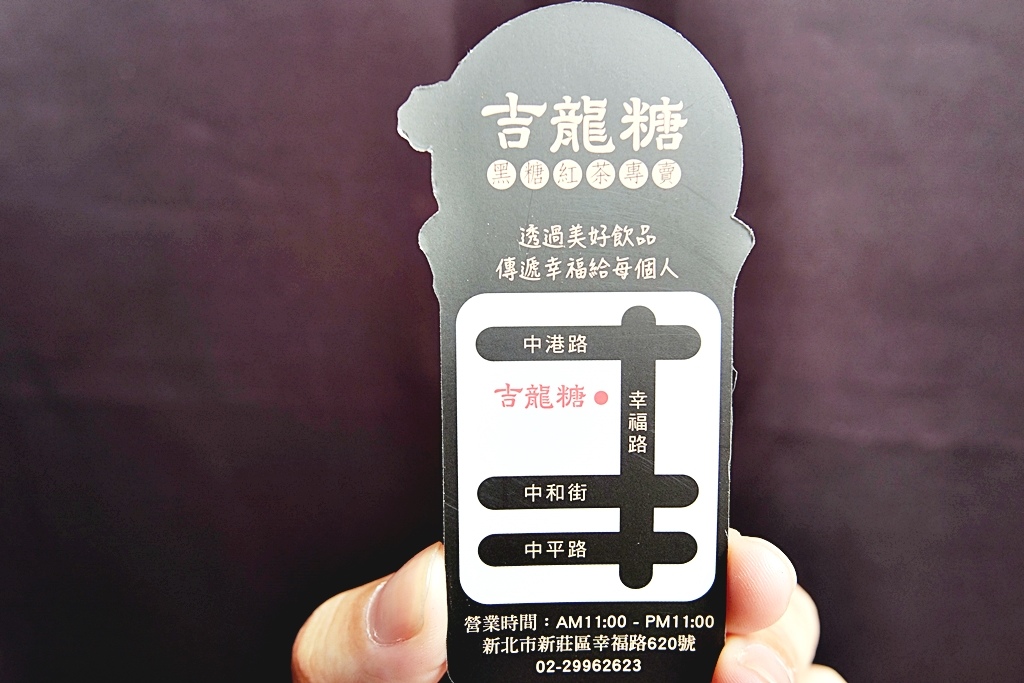 吉龍糖
黑糖紅茶專賣
透過美好飲品
傳遞幸福給每個人
中港路
吉龍糖
幸福路
中和街
中平路
營業時間：AM11:00 - PM11:00
新北市新莊區幸福路620號
02-29962623